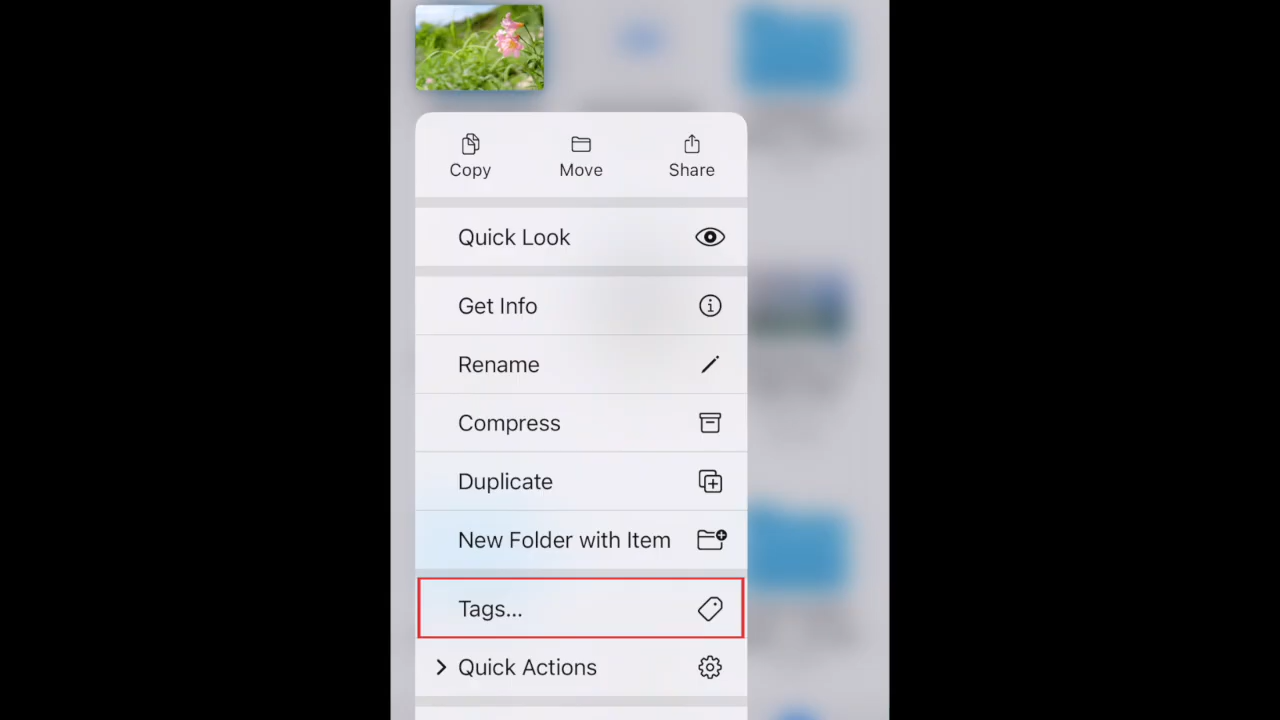 Copy
Move
Share
Quick Look
Get Info
Rename
Compress
Duplicate
New Folder with Item
Tags...
Quick Actions